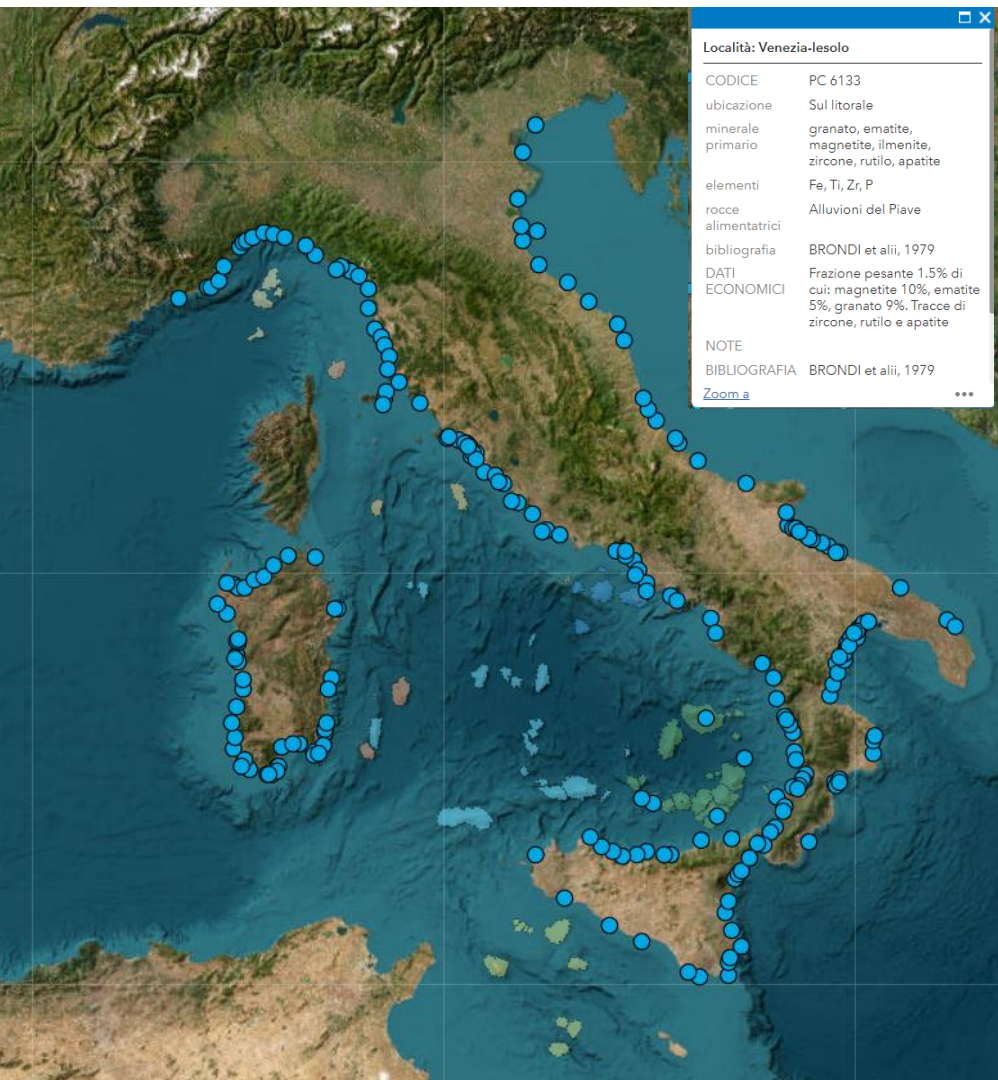 Località: Venezia-Iesolo
CODICE PC 6133
ubicazione Sul litorale
minerale primario granato, ematite,
magnetite, ilmenite,
zircone, rutilo, apatite
elementi Fe, Ti, Zr, P
rocce alimentatrici Alluvioni del Piave
bibliografia BRONDI et alii, 1979
DATI ECONOMICI Frazione pesante 1.5% di
cui: magnetite 10%, ematite
5%, granato 9%. Tracce di
zircone, rutilo e apatite
NOTE
BIBLIOGRAFIA BRONDI et alii, 1979
Zoom a